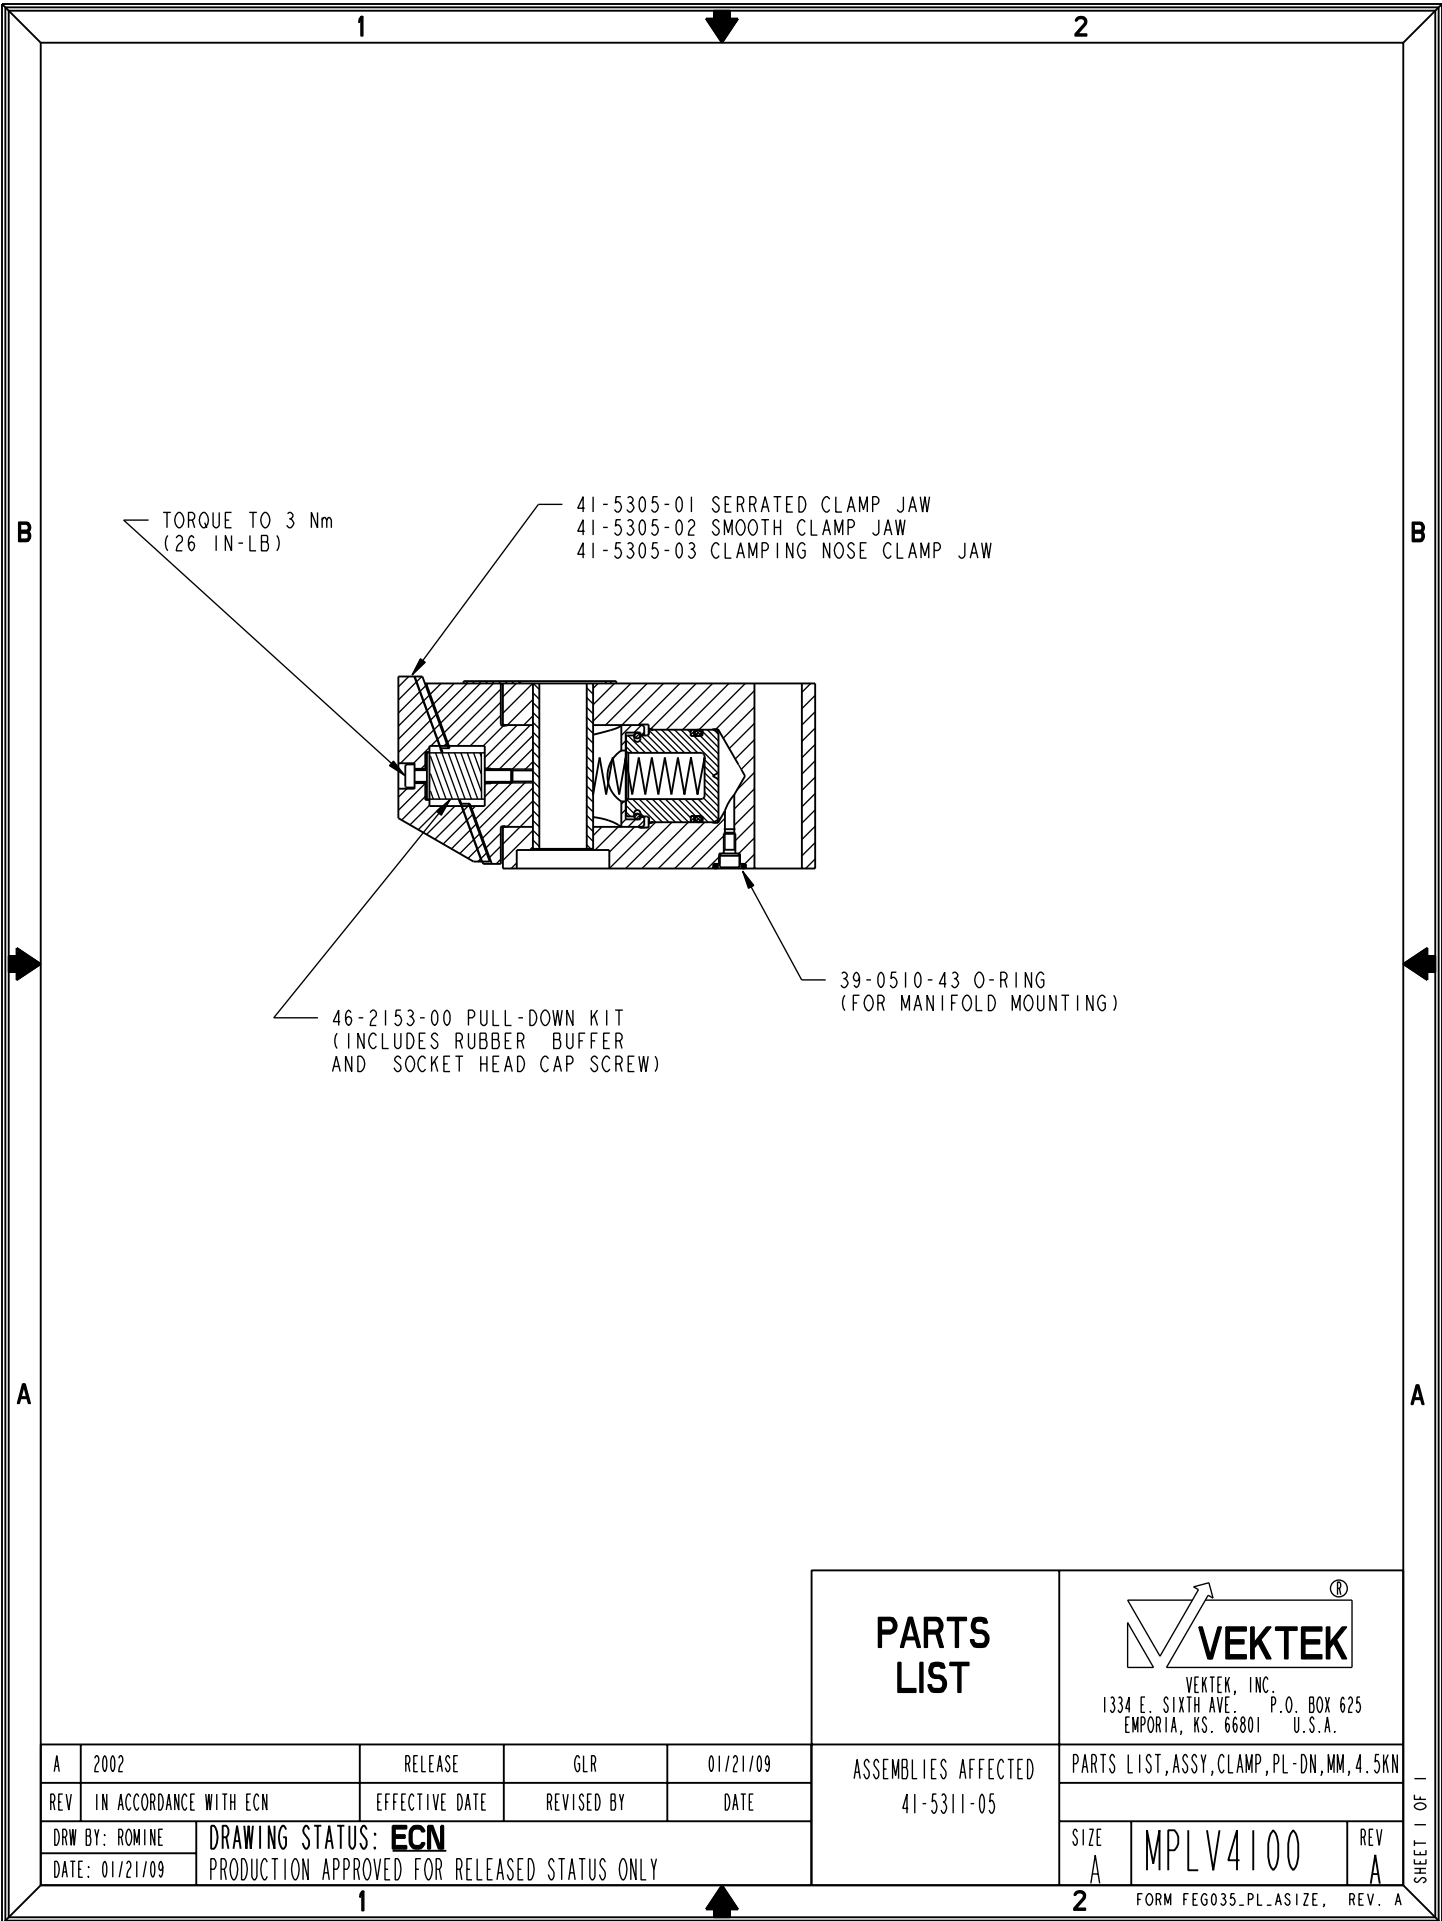 1
2
B
B
TORQUE TO 3 Nm
(26 IN-LB)
41-5305-01 SERRATED CLAMP JAW
41-5305-02 SMOOTH CLAMP JAW
41-5305-03 CLAMPING NOSE CLAMP JAW
39-0510-43 O-RING
(FOR MANIFOLD MOUNTING)
46-2153-00 PULL-DOWN KIT
(INCLUDES RUBBER BUFFER
AND SOCKET HEAD CAP SCREW)
A
A
PARTS
LIST
®
VEKTEK
VEKTEK, INC.
1334 E. SIXTH AVE. P.O. BOX 625
EMPORIA, KS. 66801 U.S.A.
A 2002 RELEASE GLR 01/21/09
REV IN ACCORDANCE WITH ECN EFFECTIVE DATE REVISED BY DATE
ASSEMBLIES AFFECTED
41-5311-05
PARTS LIST,ASSY,CLAMP,PL-DN,MM,4.5KN
DRW BY: ROMINE
DATE: 01/21/09
DRAWING STATUS: ECN
PRODUCTION APPROVED FOR RELEASED STATUS ONLY
SIZE
A
MPLV4100
REV
A
SHEET 1 OF 1
1
2
FORM FEG035_PL_ASIZE, REV. A